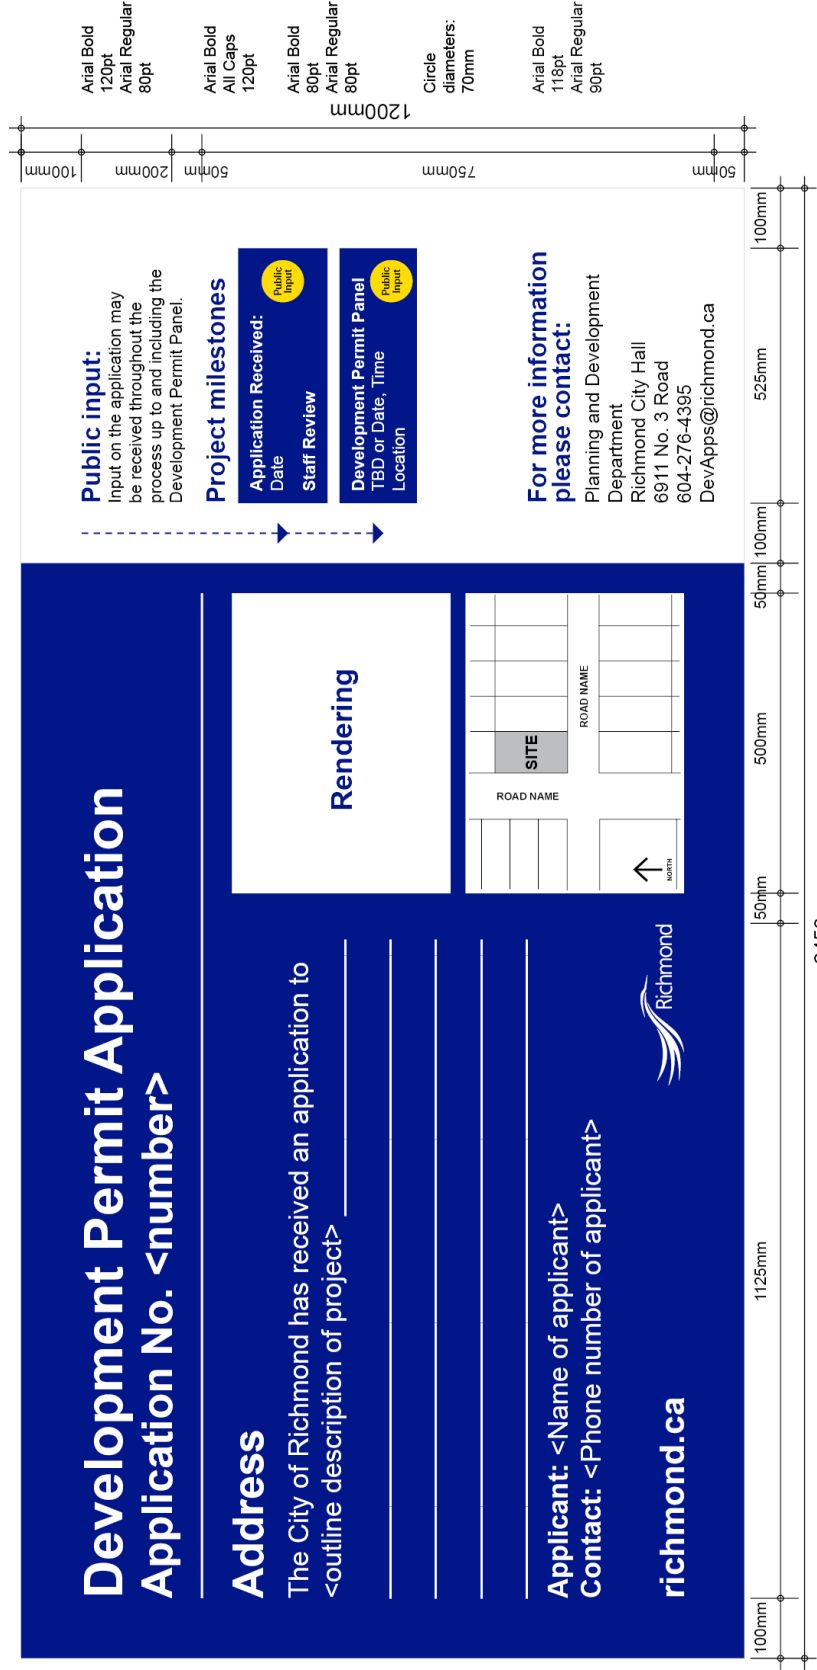 Development Permit Application
Application No. <number>
Address
The City of Richmond has received an application to
<outline description of project>
Applicant: <Name of applicant>
Contact: <Phone number of applicant>
richmond.ca
Richmond
Rendering
SITE
ROAD NAME
ROAD NAME
NORTH
Public input:
Input on the application may
be received throughout the
process up to and including the
Development Permit Panel.
Project milestones
Application Received:
Date
Staff Review
Public
Input
Development Permit Panel
TBD or Date, Time
Location
Public
Input
For more information
please contact:
Planning and Development
Department
Richmond City Hall
6911 No. 3 Road
604-276-4395
DevApps@richmond.ca
100mm
200mm
50mm
750mm
50mm
1200mm
Arial Bold
120pt
Arial Regular
80pt
Arial Bold
All Caps
120pt
Arial Bold
80pt
Arial Regular
80pt
Circle
diameters:
70mm
Arial Bold
118pt
Arial Regular
90pt
100mm
1125mm
50mm
500mm
50mm
100mm
525mm
100mm